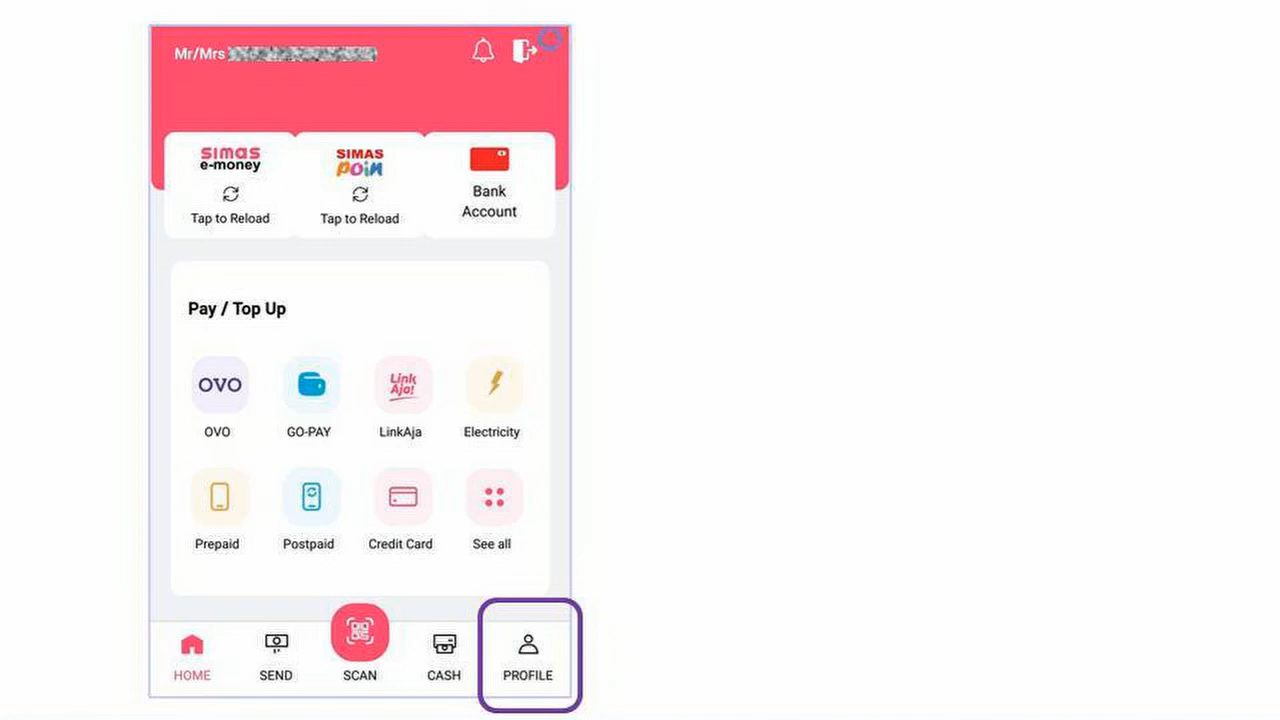 Mr/Mrs
simas
e-money
SIMAS
POIN
Tap to Reload
Tap to Reload
Bank
Account
Pay / Top Up
OVO
Link
Aja!
OVO
GO-PAY
LinkAja
Electricity
Prepaid
Postpaid
Credit Card
See all
HOME
SEND
SCAN
CASH
PROFILE